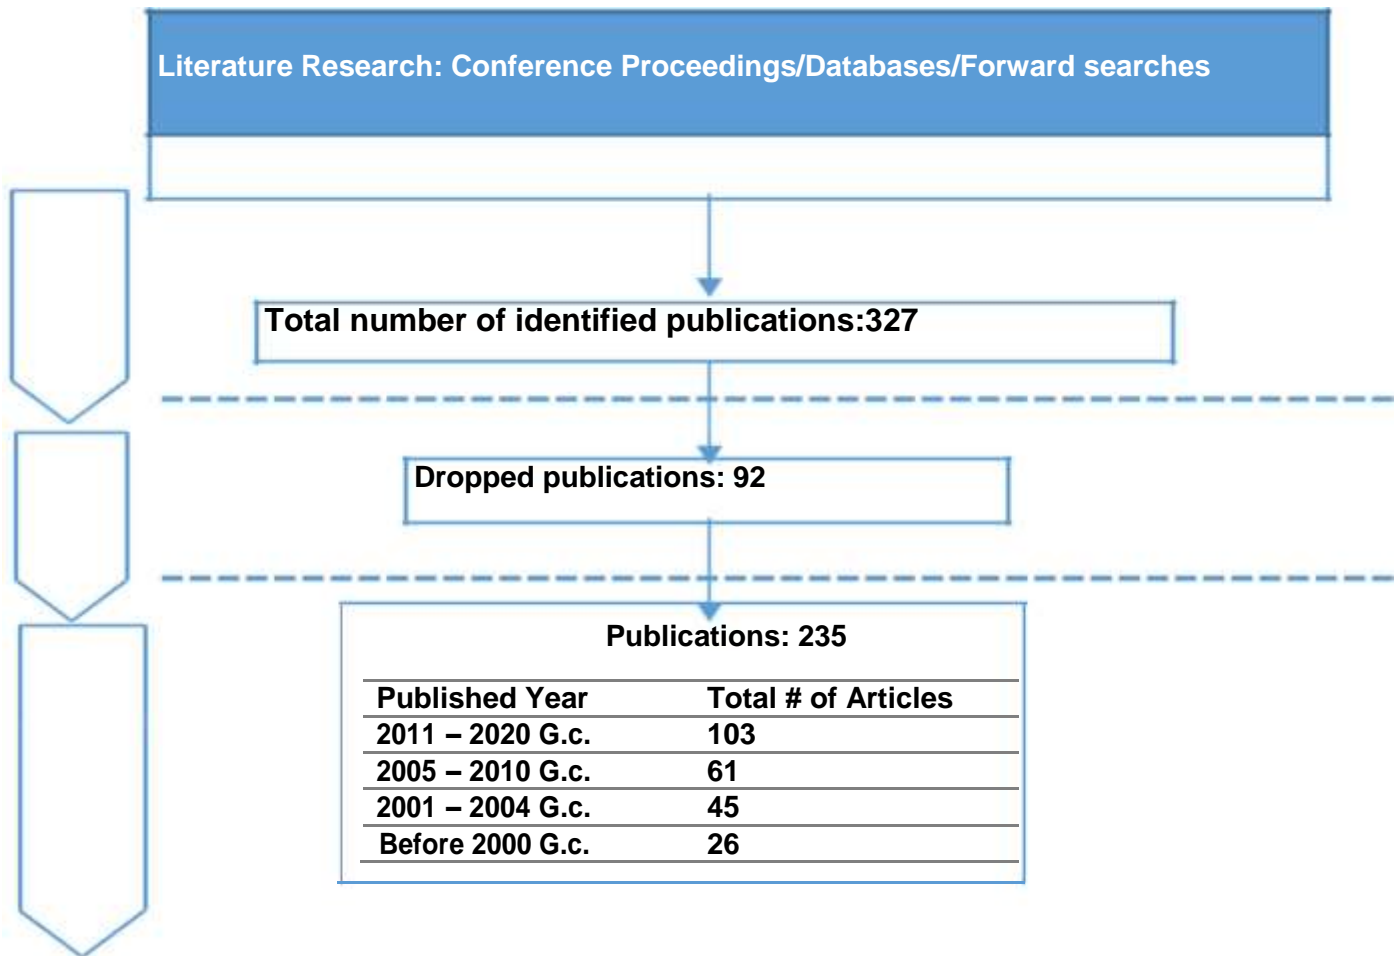 Literature Research: Conference Proceedings/Databases/Forward searches
Total number of identified publications:327
Dropped publications: 92
Publications: 235
Published Year Total # of Articles
2011 – 2020 G.c. 103
2005 – 2010 G.c. 61
2001 – 2004 G.c. 45
Before 2000 G.c. 26